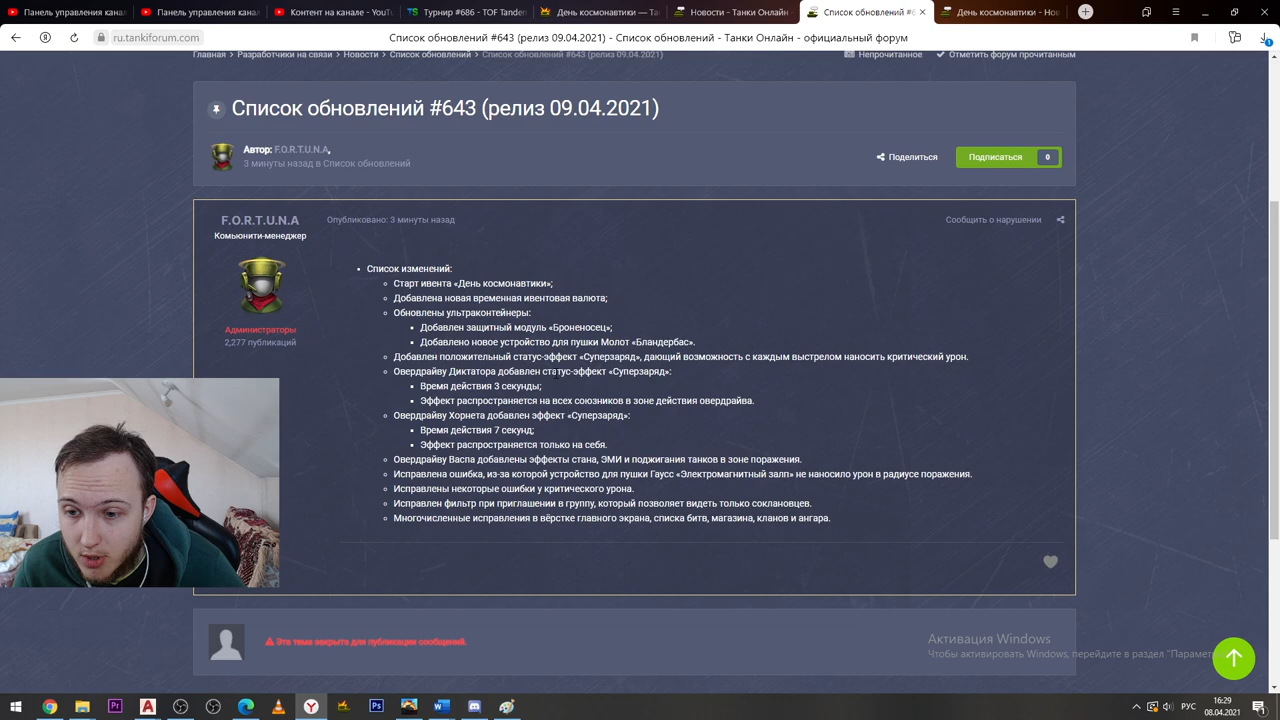 Панель управления канала
Панель управления канала
Контент на канале - YouTu
Турнир #686 - TOF Tanden
День космонавтики — Та
Новости - Танки Онлайн
Список обновлений #6
День космонавтики - Нов
ru.tankiforum.com
Список обновлений #643 (релиз 09.04.2021) - Список обновлений - Танки Онлайн - официальный форум
Главная > Разработчики на связи > Новости > Список обновлений > Список обновлений #643 (релиз 09.04.2021)
Непрочитанное
Отметить форум прочитанным
Список обновлений #643 (релиз 09.04.2021)
Автор: F.O.R.T.U.N.A,
3 минуты назад в Список обновлений
Поделиться
Подписаться 0
F.O.R.T.U.N.A
Комьюнити-менеджер
Администраторы
2,277 публикаций
Опубликовано: 3 минуты назад
Сообщить о нарушении
Список изменений:
Старт ивента «День космонавтики»;
Добавлена новая временная ивентовая валюта;
Обновлены ультраконтейнеры:
Добавлен защитный модуль «Броненосец»;
Добавлено новое устройство для пушки Молот «Бландербас».
Добавлен положительный статус-эффект «Суперзаряд», дающий возможность с каждым выстрелом наносить критический урон.
Овердрайву Диктатора добавлен статус-эффект «Суперзаряд»:
Время действия 3 секунды;
Эффект распространяется на всех союзников в зоне действия овердрайва.
Овердрайву Хорнета добавлен эффект «Суперзаряд»:
Время действия 7 секунд;
Эффект распространяется только на себя.
Овердрайву Васпа добавлены эффекты стана, ЭМИ и поджигания танков в зоне поражения.
Исправлена ошибка, из-за которой устройство для пушки Гаусс «Электромагнитный залп» не наносило урон в радиусе поражения.
Исправлены некоторые ошибки у критического урона.
Исправлен фильтр при приглашении в группу, который позволяет видеть только сокланов­цев.
Многочисленные исправления в вёрстке главного экрана, списка битв, магазина, кланов и ангара.
Эта тема закрыта для публикации сообщений.
Активация Windows
Чтобы активировать Windows, перейдите в раздел "Парамет
РУС
16:29
08.04.2021